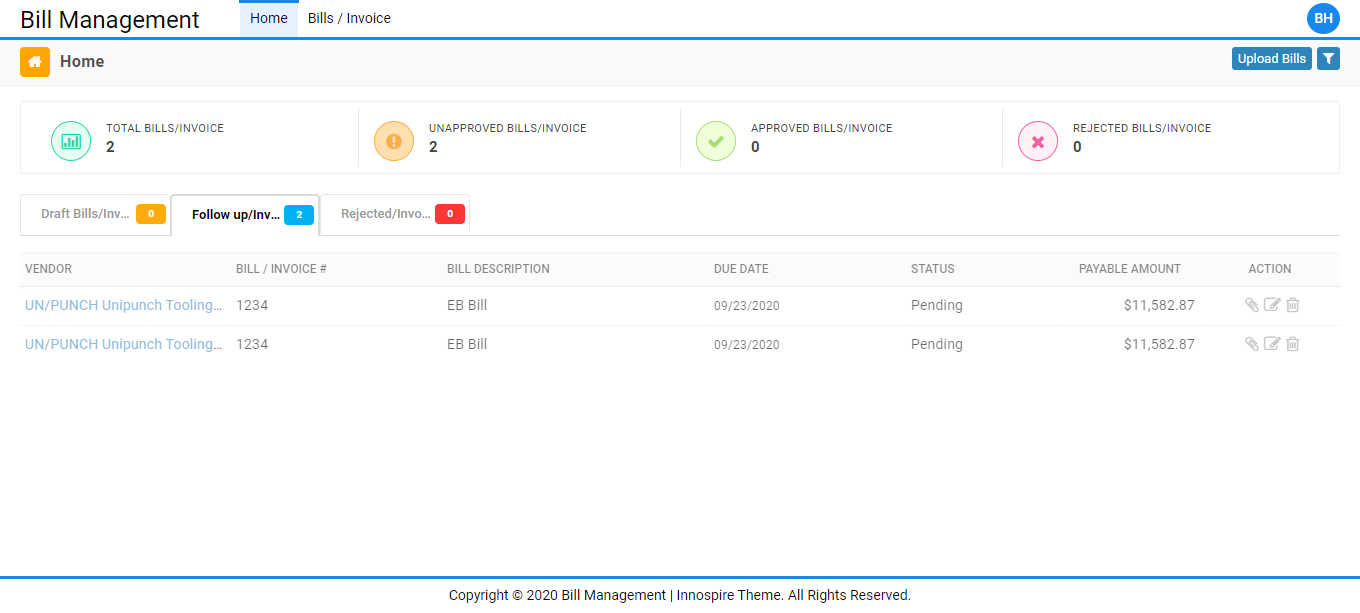 Bill Management Home Bills / Invoice BH
Home Upload Bills
TOTAL BILLS/INVOICE UNAPPROVED BILLS/INVOICE APPROVED BILLS/INVOICE REJECTED BILLS/INVOICE
2 2 0 0
Draft Bills/Inv... 0 Follow up/Inv... 2 Rejected/Invo... 0
VENDOR BILL / INVOICE # BILL DESCRIPTION DUE DATE STATUS PAYABLE AMOUNT ACTION
UN/PUNCH Unipunch Tooling... 1234 EB Bill 09/23/2020 Pending $11,582.87
UN/PUNCH Unipunch Tooling... 1234 EB Bill 09/23/2020 Pending $11,582.87
Copyright © 2020 Bill Management | Innospire Theme. All Rights Reserved.